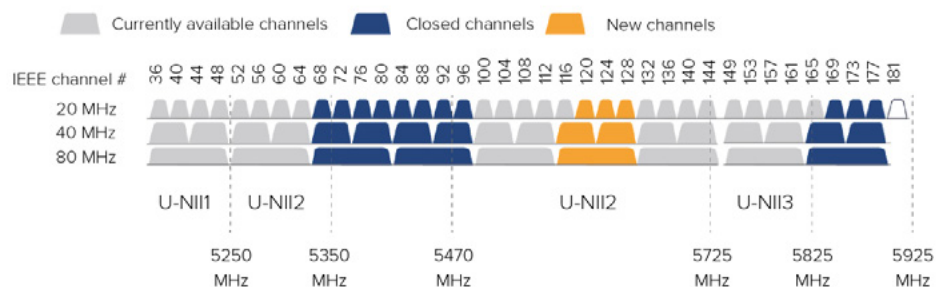 Currently available channels Closed channels New channels
IEEE channel # 36 40 44 48 52 56 60 64 68 72 76 80 84 88 92 96 100 104 108 112 116 120 124 128 132 136 140 144 149 153 157 161 165 169 173 177 181
20 MHz
40 MHz
80 MHz
U-NII1 U-NII2 U-NII2 U-NII3
5250 5350 5470 5725 5825 5925
MHz MHz MHz MHz MHz MHz